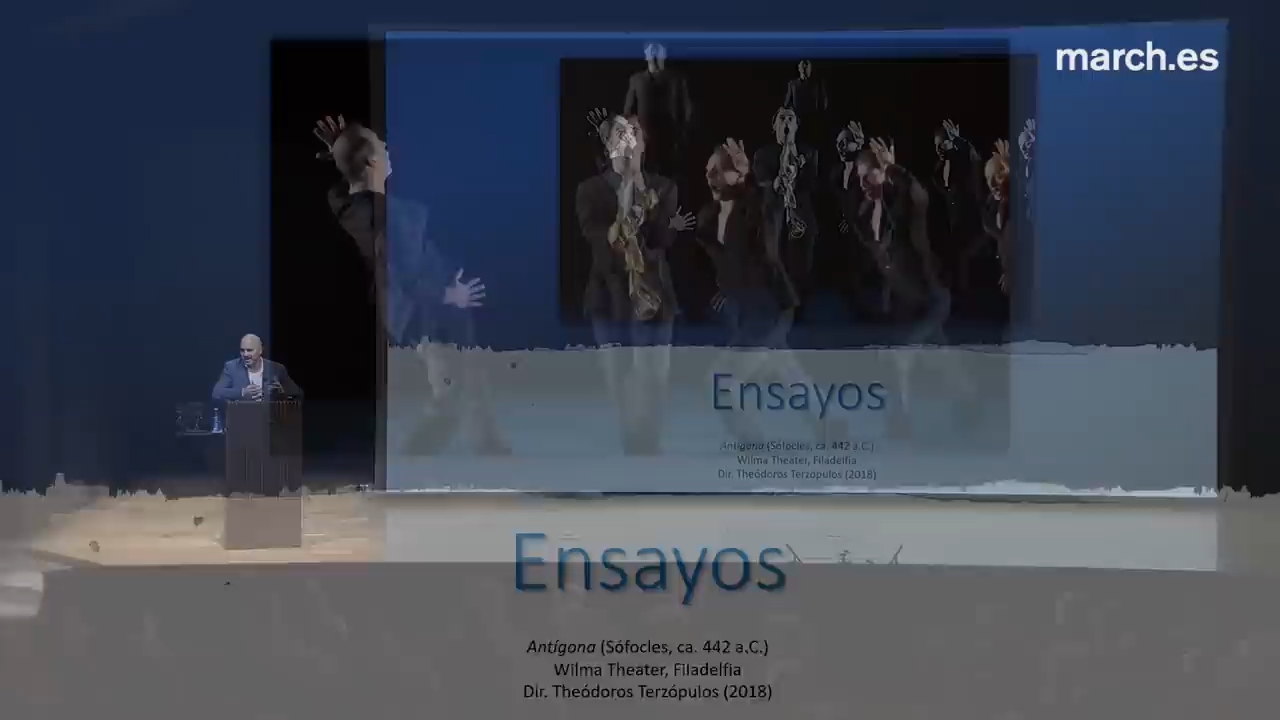 march.es
Ensayos
Antígona (Sófocles, ca. 442 a.C.)
Wilma Theater, Filadelfia
Dir. Theódoros Terzópulos (2018)
Ensayos
Antígona (Sófocles, ca. 442 a.C.)
Wilma Theater, Filadelfia
Dir. Theódoros Terzópulos (2018)